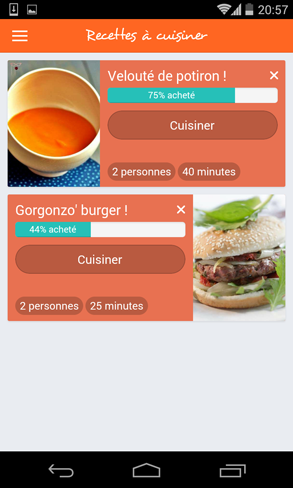 20:57
Recettes à cuisiner
Velouté de potiron !
75% acheté
Cuisiner
2 personnes 40 minutes
Gorgonzo' burger !
44% acheté
Cuisiner
2 personnes 25 minutes